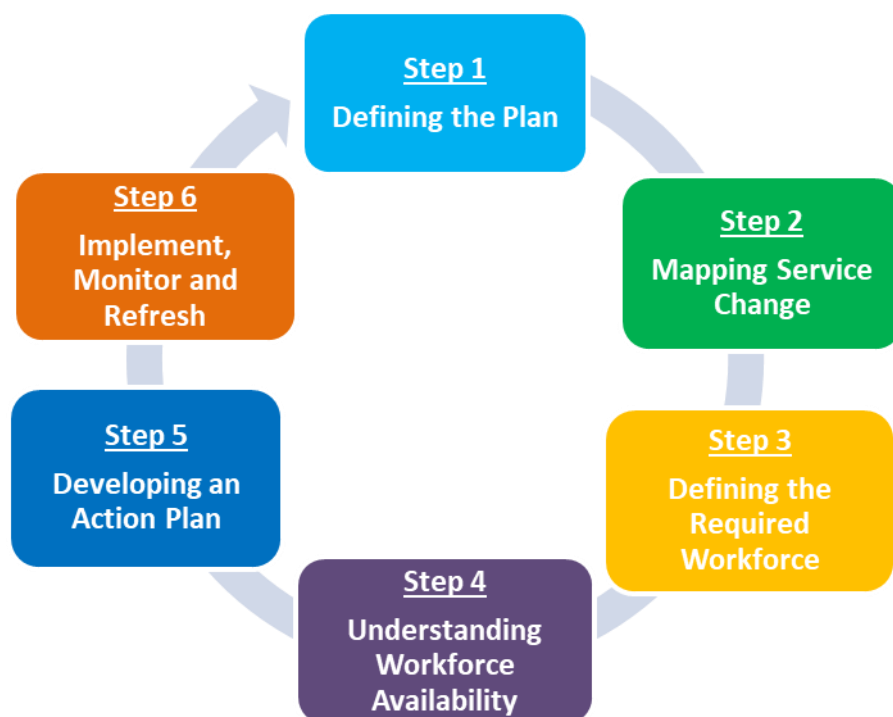 Step 1
Defining the Plan
Step 2
Mapping Service
Change
Step 3
Defining the
Required
Workforce
Step 4
Understanding
Workforce
Availability
Step 5
Developing an
Action Plan
Step 6
Implement,
Monitor and
Refresh